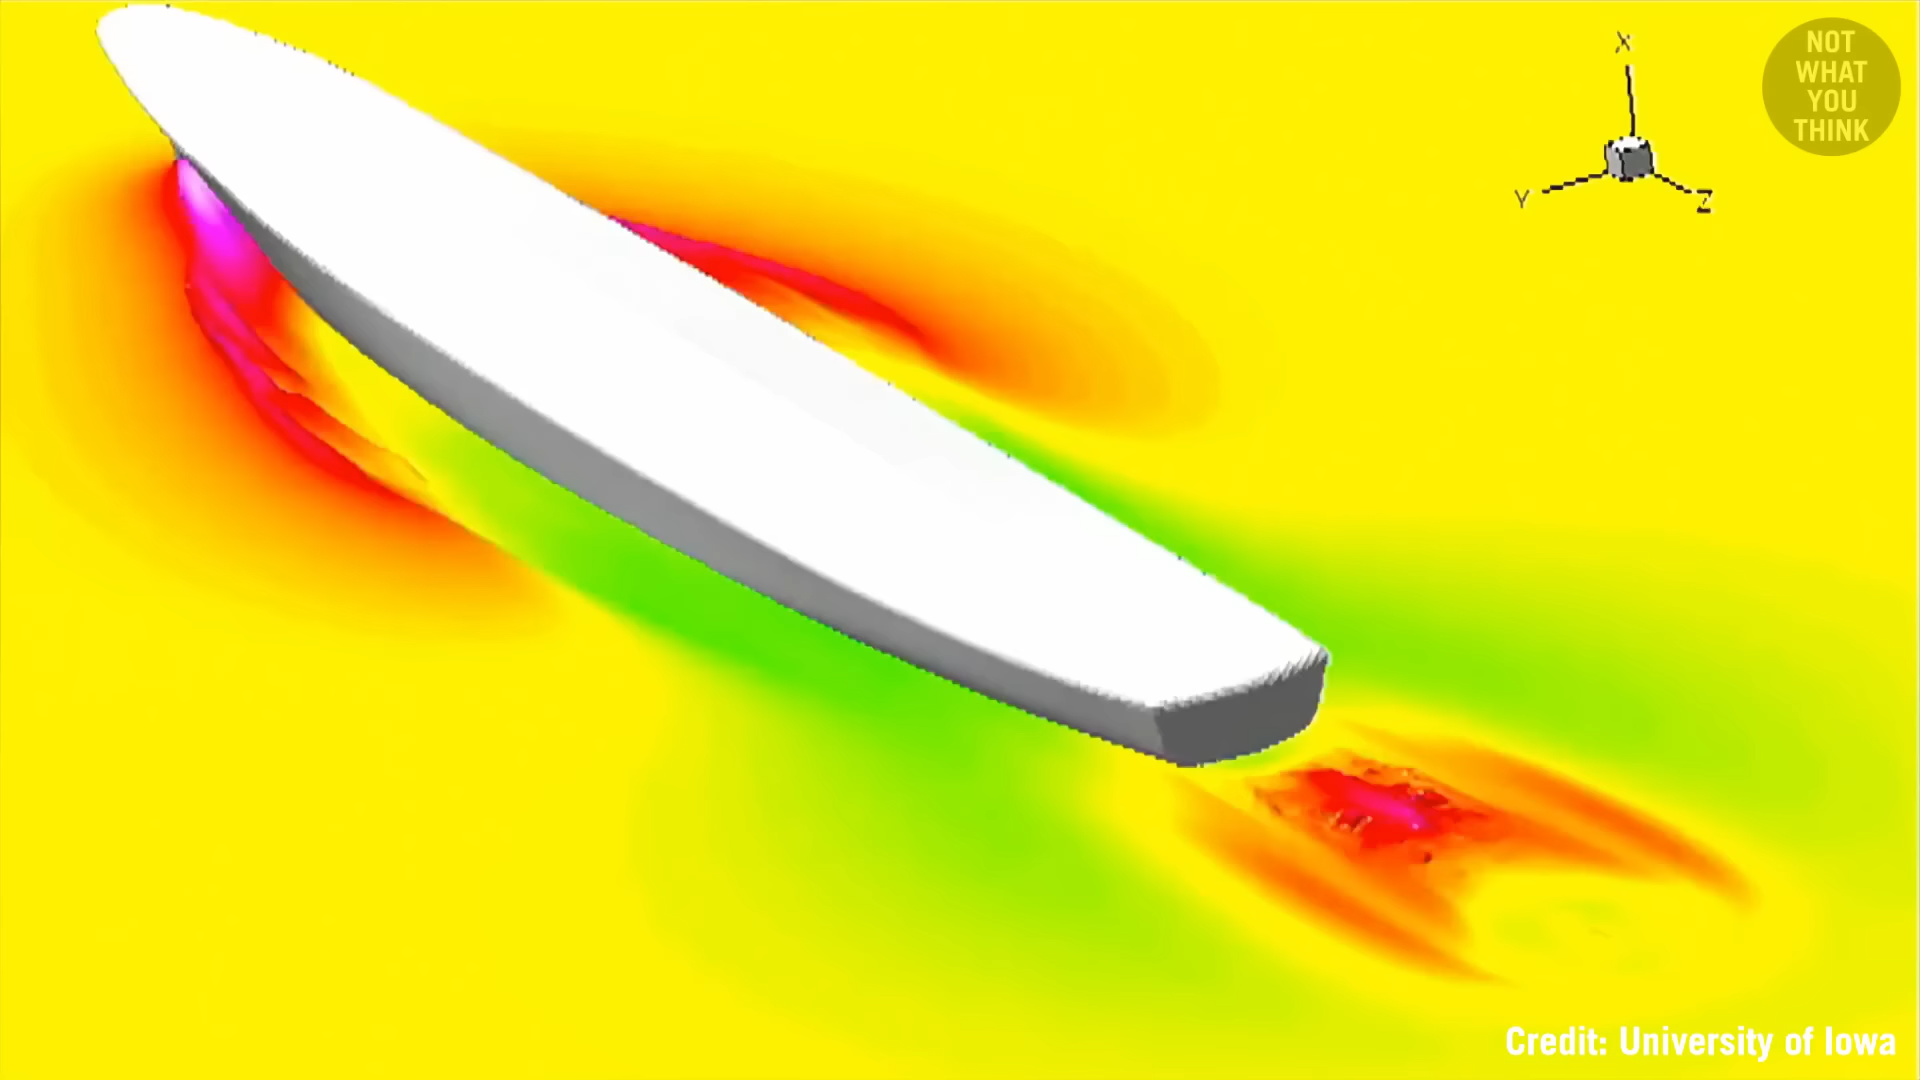 X
Y
Z
NOT
WHAT
YOU
THINK
Credit: University of Iowa